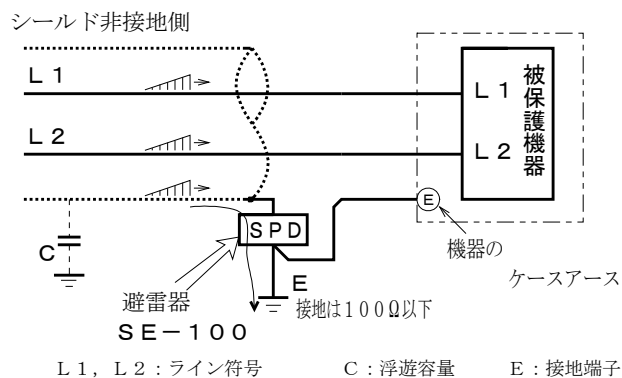 シールド非接地側
L1
L2
L1
L2
被保護機器
E
SPD
C
機器の
ケースアース
E
接地は100Ω以下
避雷器
SE-100
L1,L2:ライン符号 C:浮遊容量 E:接地端子